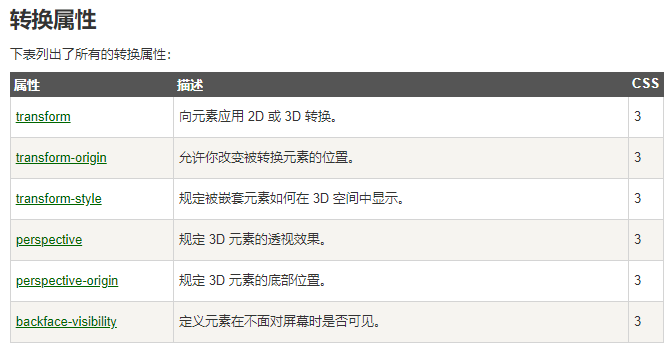 转换属性
下表列出了所有的转换属性：
属性 描述 CSS
transform 向元素应用 2D 或 3D 转换。 3
transform-origin 允许你改变被转换元素的位置。 3
transform-style 规定被嵌套元素如何在 3D 空间中显示。 3
perspective 规定 3D 元素的透视效果。 3
perspective-origin 规定 3D 元素的底部位置。 3
backface-visibility 定义元素在不面对屏幕时是否可见。 3